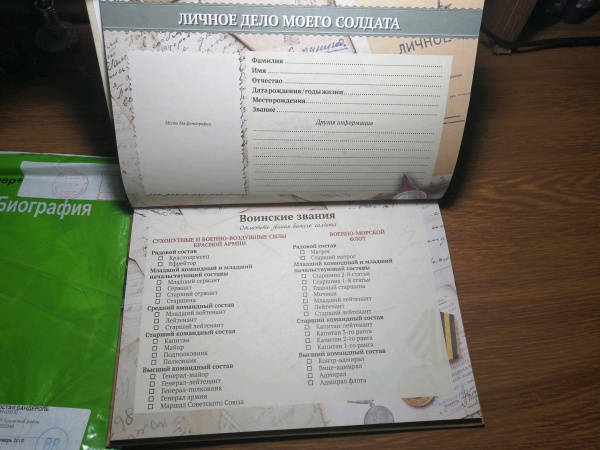 ЛИЧНОЕ ДЕЛО МОЕГО СОЛДАТА
ЛИЧНОЕ
Место для фотографии
Фамилия
Имя
Отчество
Дата рождения/годы жизни
Место рождения
Звание
Другая информация
Биография
Воинские звания
Отметьте звание вашего солдата
СУХОПУТНЫЕ И ВОЕННО-ВОЗДУШНЫЕ СИЛЫ
КРАСНОЙ АРМИИ
Рядовой состав
Красноармеец
Ефрейтор
Младший командный и младший
начальствующий составы
Младший сержант
Сержант
Старший сержант
Старшина
Средний командный состав
Младший лейтенант
Лейтенант
Старший лейтенант
Старший командный состав
Капитан
Майор
Подполковник
Полковник
Высший командный состав
Генерал-майор
Генерал-лейтенант
Генерал-полковник
Генерал армии
Маршал Советского Союза
ВОЕННО-МОРСКОЙ
ФЛОТ
Рядовой состав
Матрос
Старший матрос
Младший командный и младший
начальствующий составы
Старшина 2-й статьи
Старшина 1-й статьи
Главный старшина
Мичман
Младший лейтенант
Лейтенант
Старший лейтенант
Старший командный состав
Капитан лейтенант
Капитан 3-го ранга
Капитан 2-го ранга
Капитан 1-го ранга
Высший командный состав
Контр-адмирал
Вице-адмирал
Адмирал
Адмирал флота
98